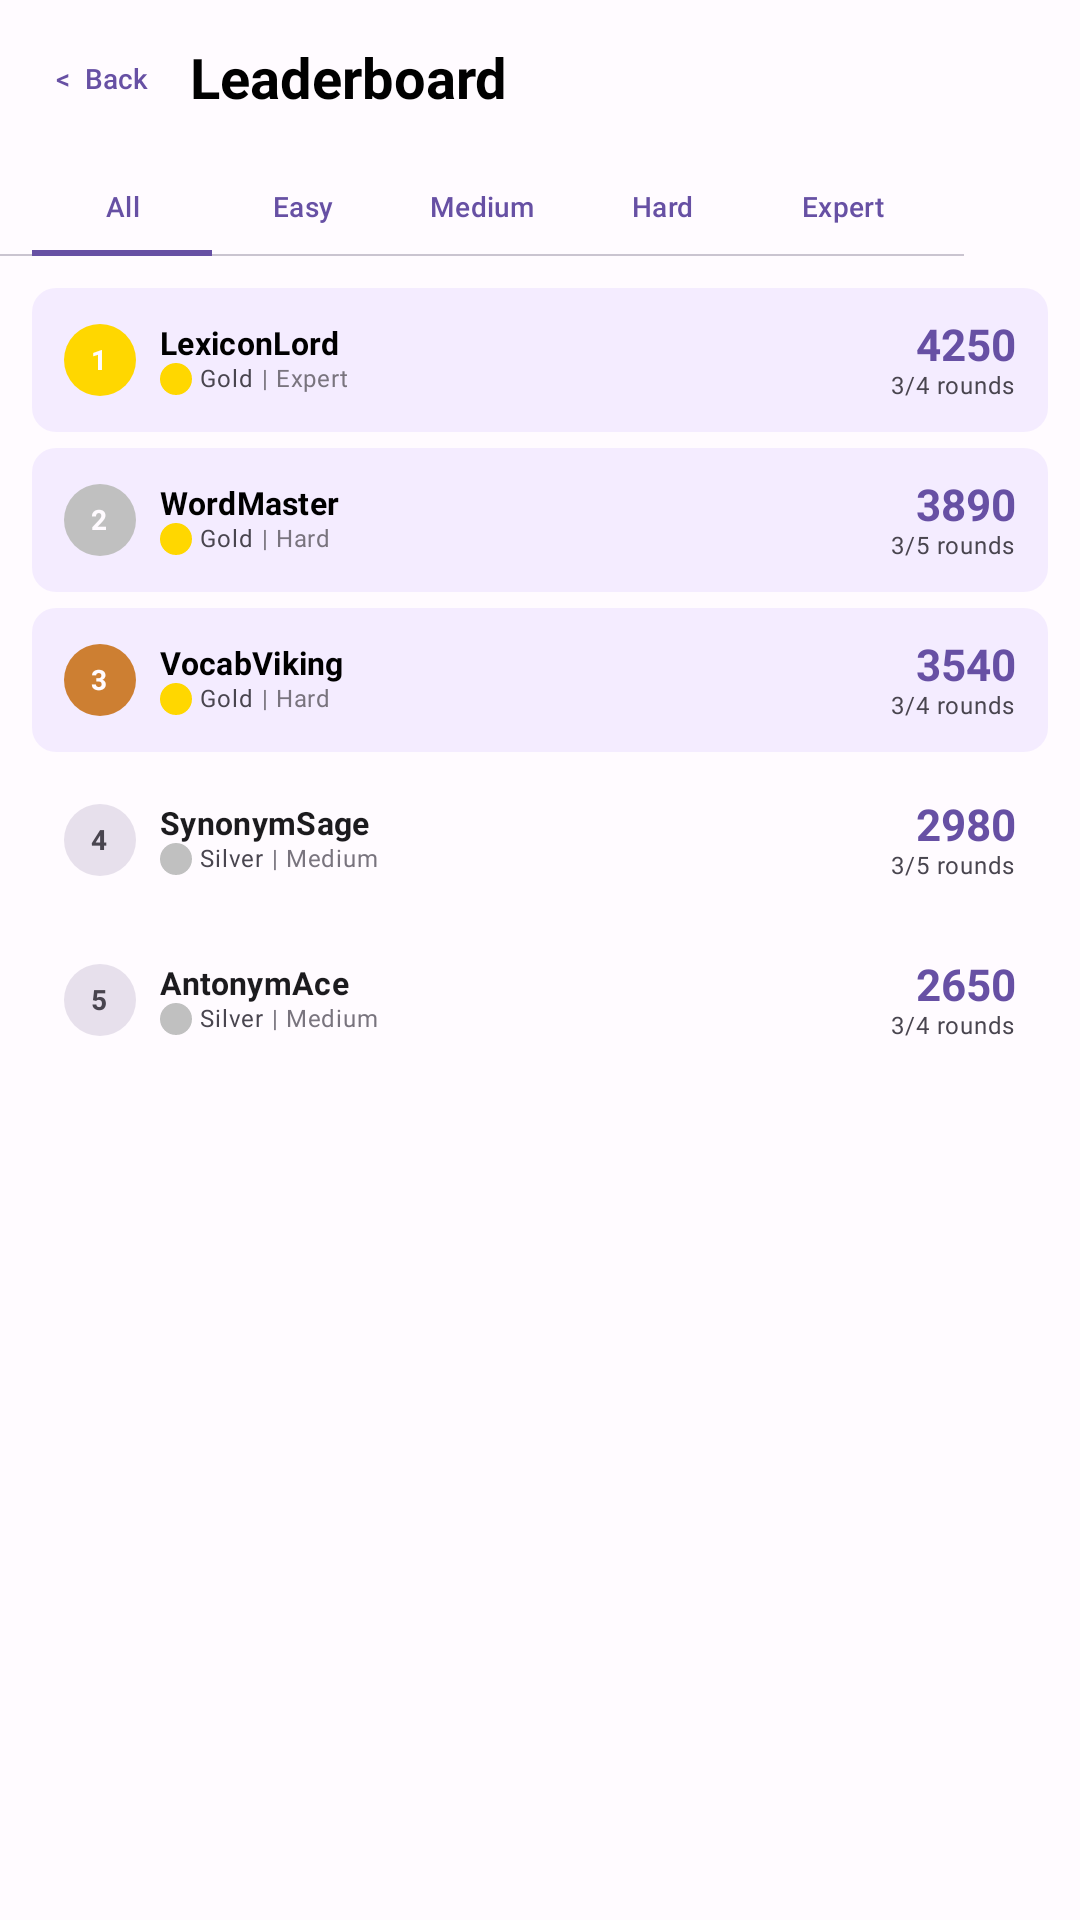 < Back Leaderboard
All Easy Medium Hard Expert
1 LexiconLord 4250
Gold | Expert 3/4 rounds
2 WordMaster 3890
Gold | Hard 3/5 rounds
3 VocabViking 3540
Gold | Hard 3/4 rounds
4 SynonymSage 2980
Silver | Medium 3/5 rounds
5 AntonymAce 2650
Silver | Medium 3/4 rounds